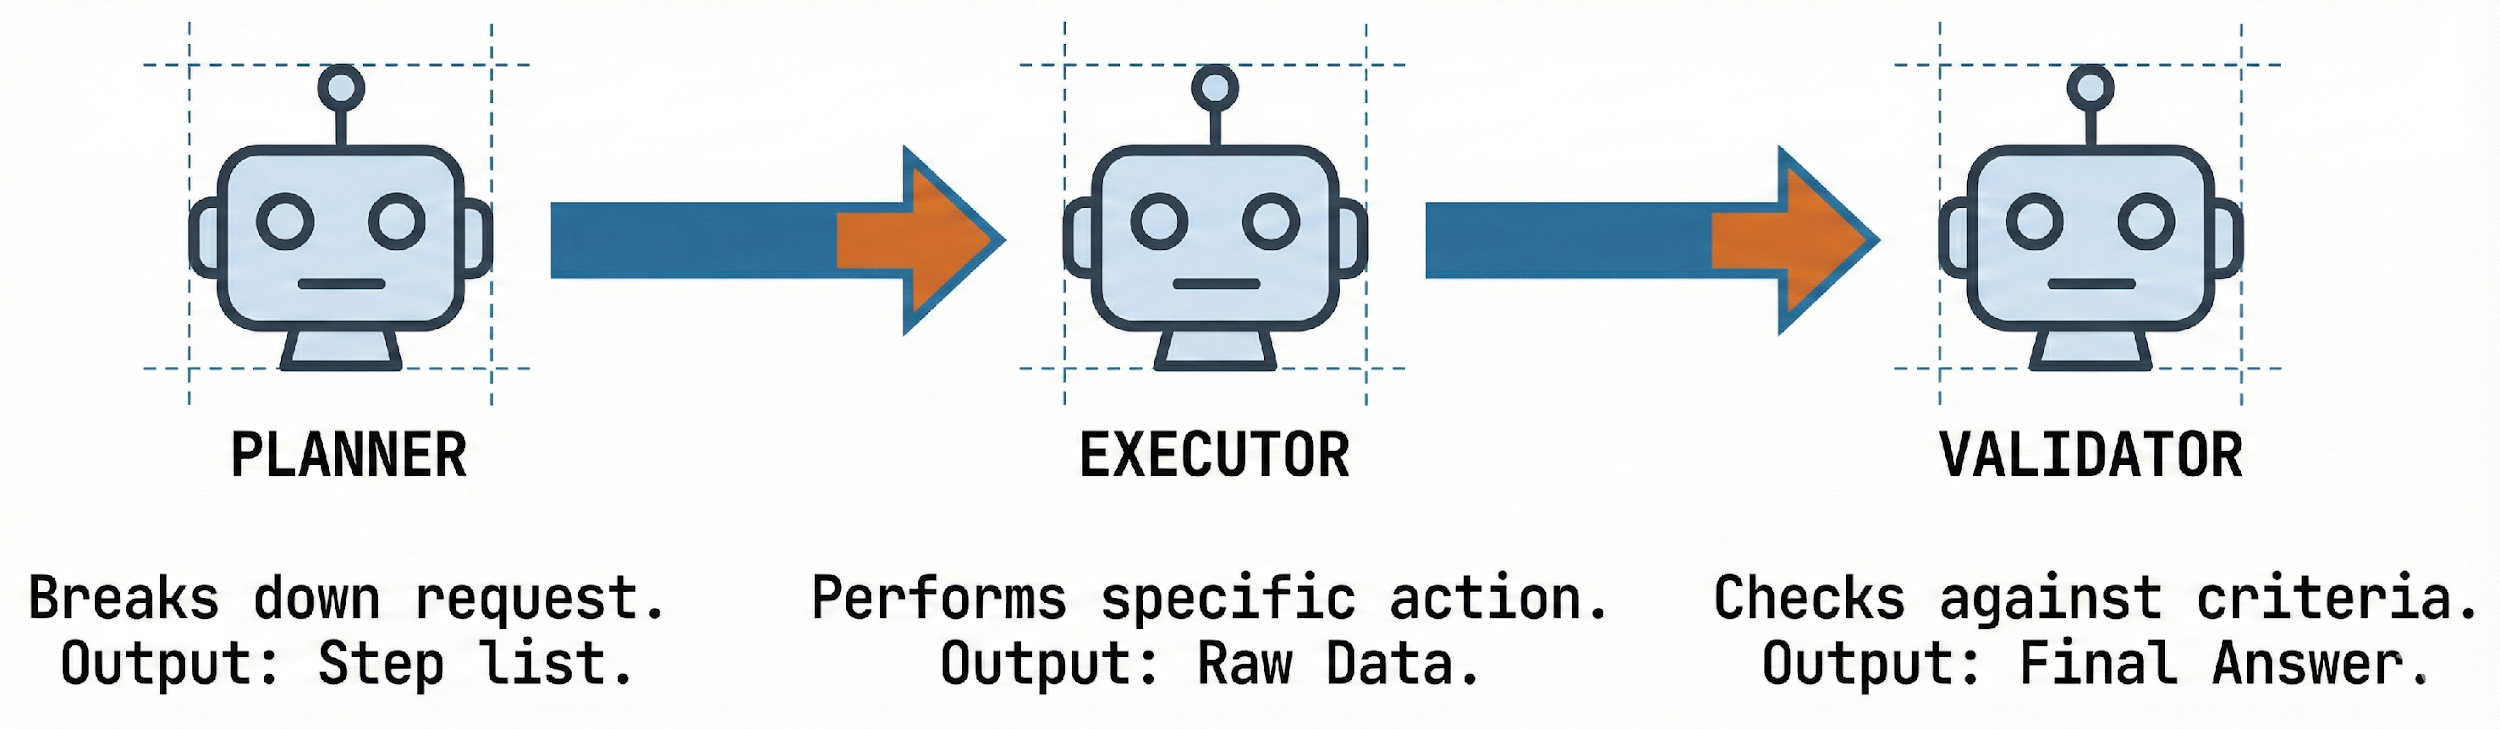 PLANNER
Breaks down request.
Output: Step list.
EXECUTOR
Performs specific action.
Output: Raw Data.
VALIDATOR
Checks against criteria.
Output: Final Answer.